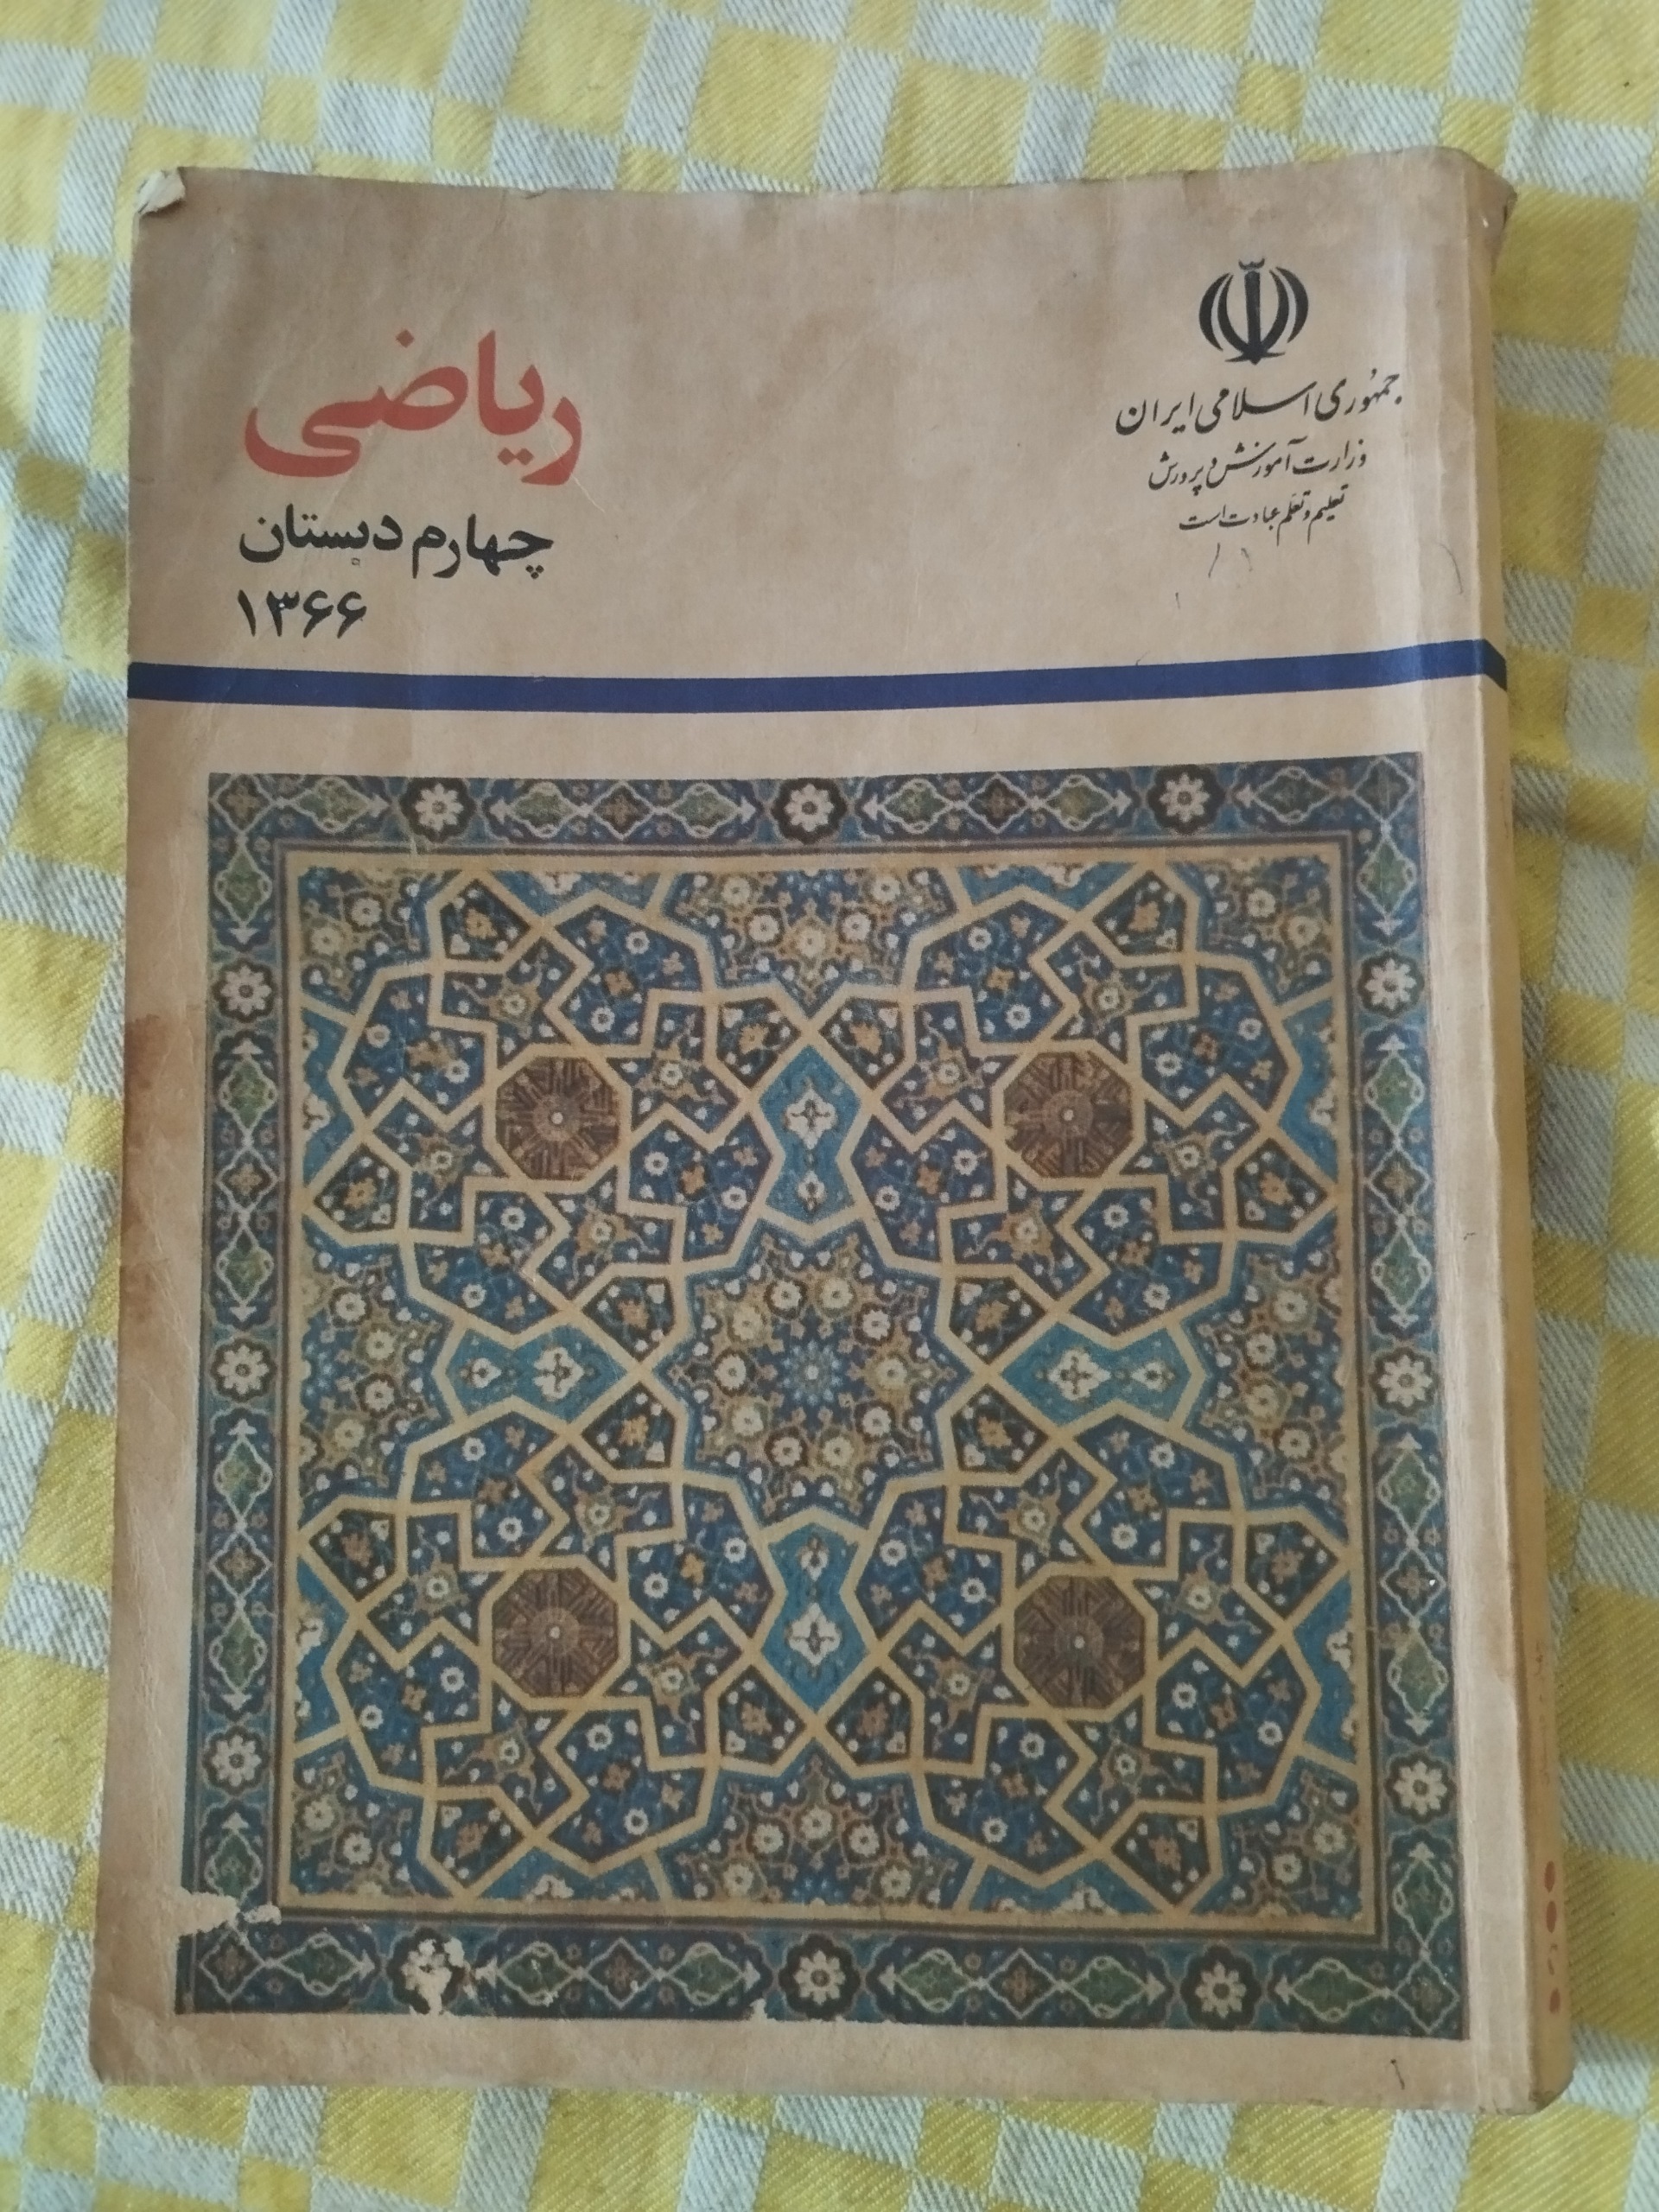 جمهوری اسلامی ایران
وزارت آموزش و پرورش
تعلیم و تعلم عبادت است
ریاضی
چهارم دبستان
۱۳۶۶